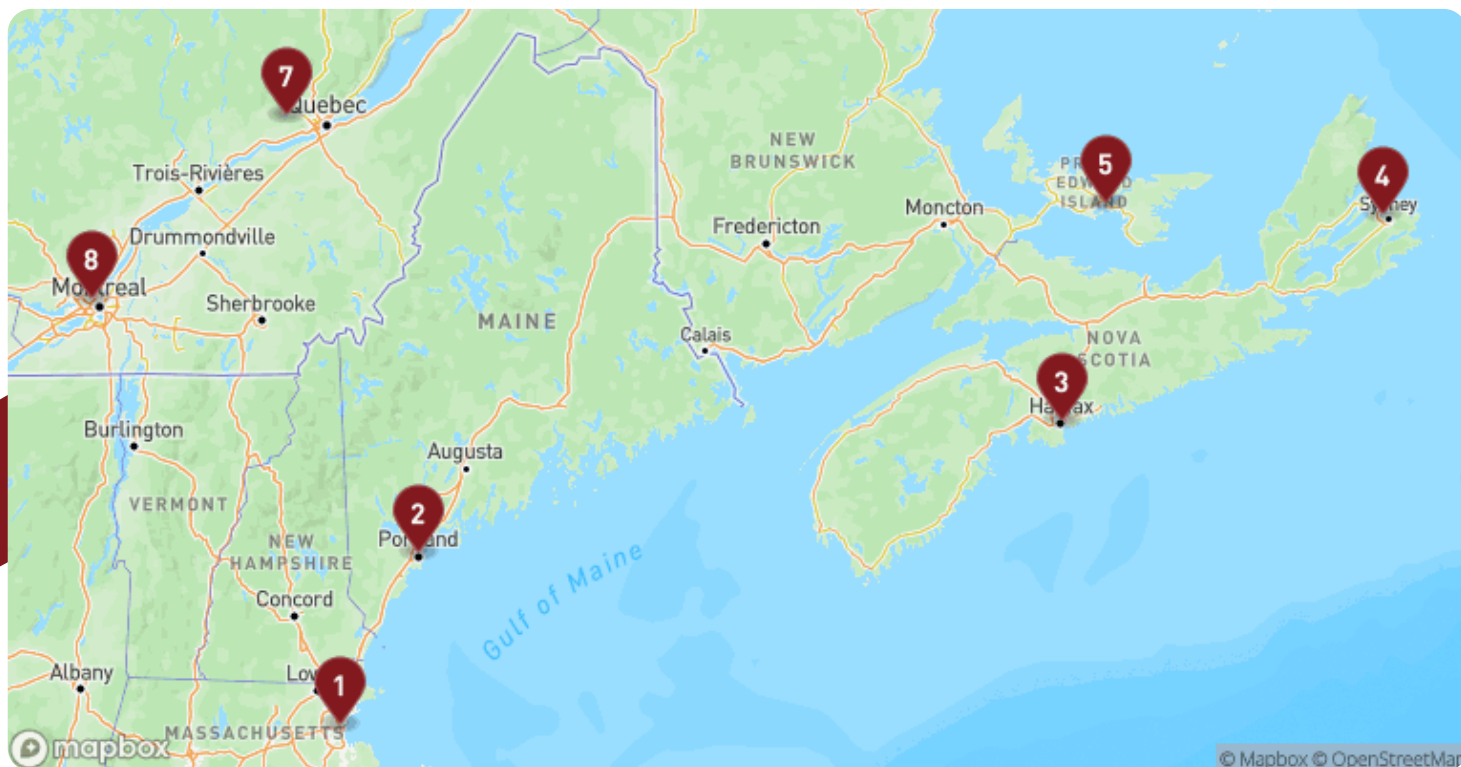 7
Quebec
NEW
BRUNSWICK
5
PRINCE
EDWARD
ISLAND
4
Sydney
Trois-Rivières
Moncton
Fredericton
Drummondville
8
Montreal
Sherbrooke
MAINE
Calais
NOVA
SCOTIA
3
Halifax
Burlington
Augusta
VERMONT
2
Portland
NEW
HAMPSHIRE
Gulf of Maine
Concord
Albany
Low
1
MASSACHUSETTS
mapbox
© Mapbox © OpenStreetMap